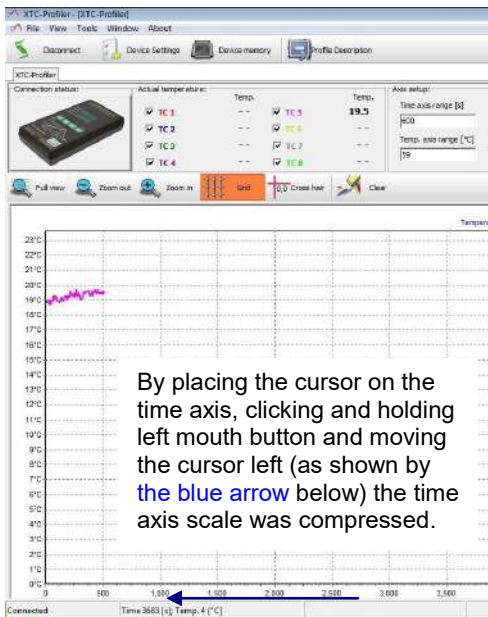 XTC-Profiler - [XTC-Profiler]
File View Tools Window About
Disconnect Device Settings Device memory Profile Description
XTC-Profiler
Connection status: Actual temperature: Axis setup:
Temp. Temp. Time axis range [s]
TC 1 -- TC 5 19.5 600
TC 2 -- TC 6 --
TC 3 -- TC 7 -- Temp. axis range [°C]
TC 4 -- TC 8 -- 59
Full view Zoom out Zoom in Grid 0,0 Cross hair Clear
23°C
22°C
21°C
20°C
19°C
18°C
17°C
16°C
15°C
14°C
13°C
12°C
11°C
10°C
9°C
8°C
7°C
6°C
5°C
4°C
3°C
2°C
1°C
0°C
By placing the cursor on the
time axis, clicking and holding
left mouth button and moving
the cursor left (as shown by
the blue arrow below) the time
axis scale was compressed.
0 500 1,000 1,500 2,000 2,500 3,000 3,500
Connected Time 3683 [s]; Temp. 4 [°C]